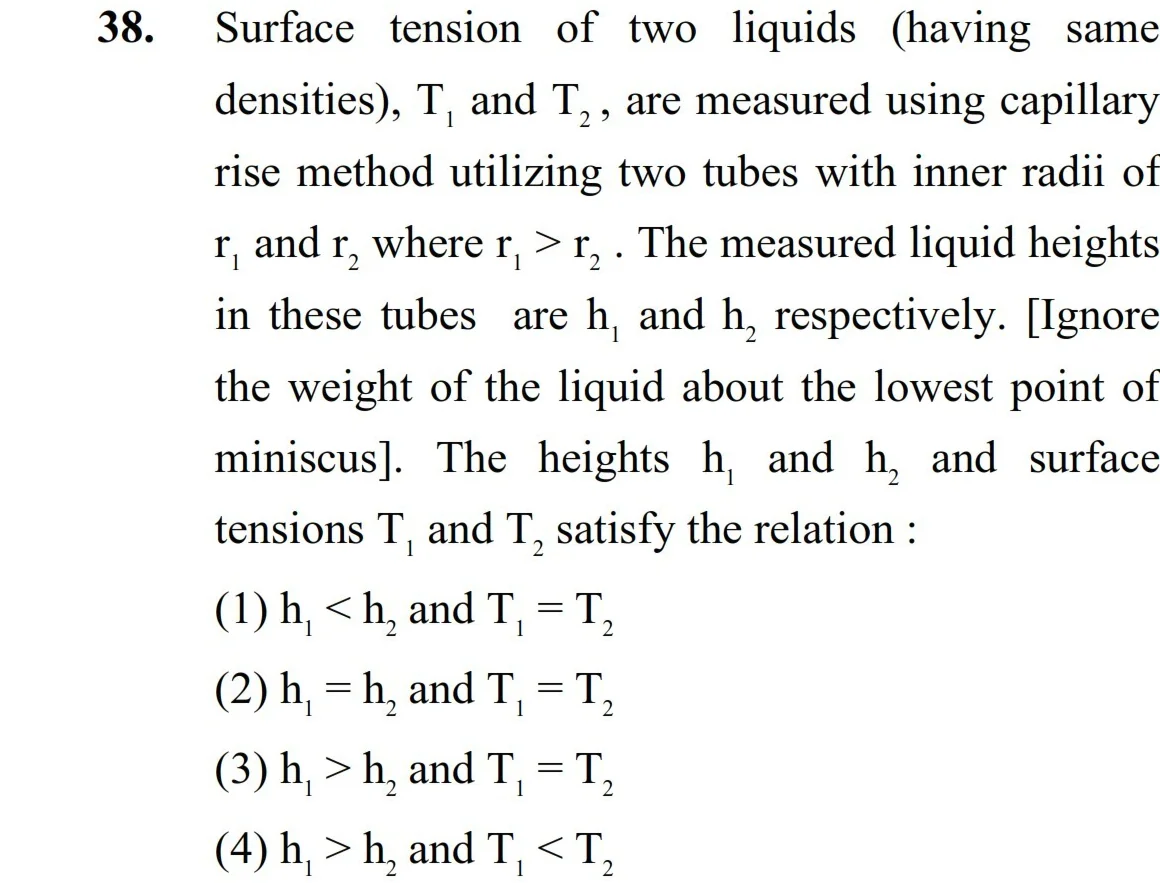 38. Surface tension of two liquids (having same
densities), T₁ and T₂ , are measured using capillary
rise method utilizing two tubes with inner radii of
r₁ and r₂ where r₁ > r₂ . The measured liquid heights
in these tubes are h₁ and h₂ respectively. [Ignore
the weight of the liquid about the lowest point of
miniscus]. The heights h₁ and h₂ and surface
tensions T₁ and T₂ satisfy the relation :
(1) h₁ < h₂ and T₁ = T₂
(2) h₁ = h₂ and T₁ = T₂
(3) h₁ > h₂ and T₁ = T₂
(4) h₁ > h₂ and T₁ < T₂